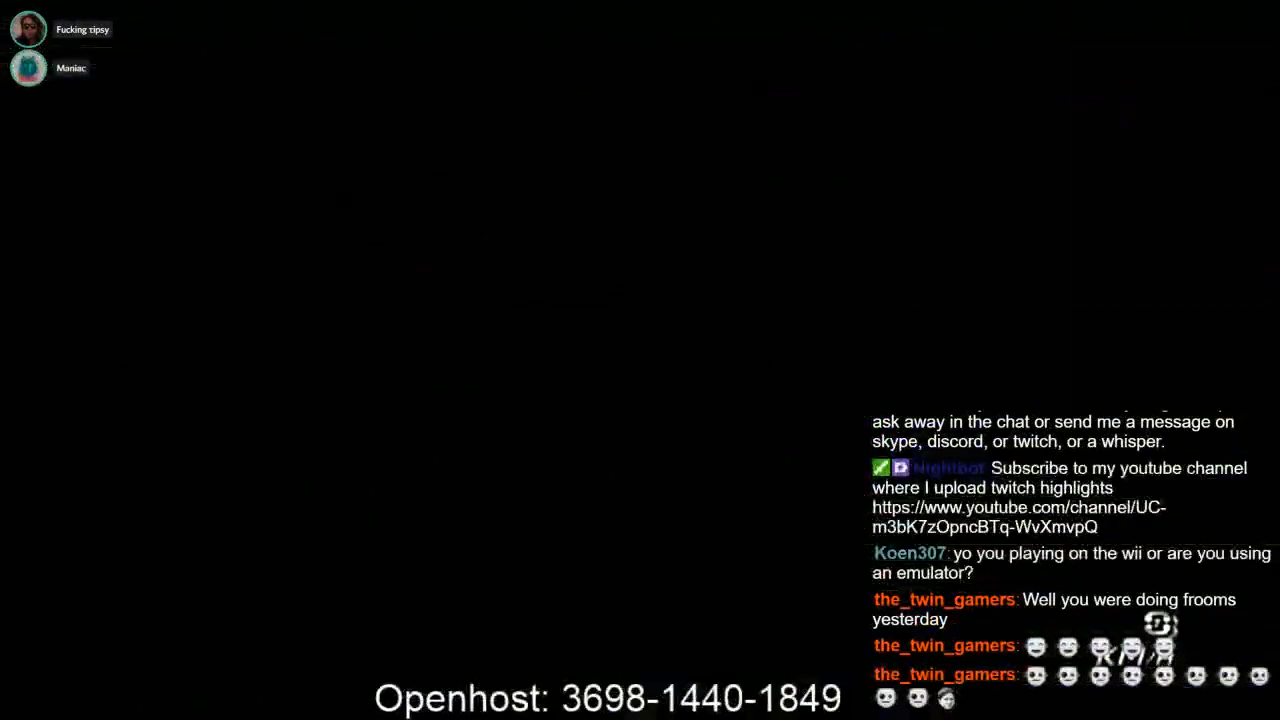 Fucking tipsy
Maniac
ask away in the chat or send me a message on
skype, discord, or twitch, or a whisper.
Nightbot: Subscribe to my youtube channel
where I upload twitch highlights
https://www.youtube.com/channel/UC-
m3bK7zOpncBTq-WvXmvpQ
Koen307: yo you playing on the wii or are you using
an emulator?
the_twin_gamers: Well you were doing frooms
yesterday
the_twin_gamers:
KM/H
the_twin_gamers:
Openhost: 3698-1440-1849